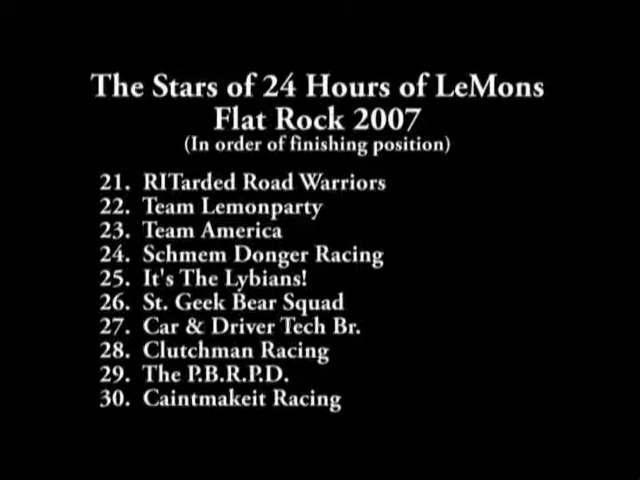 The Stars of 24 Hours of LeMons
Flat Rock 2007
(In order of finishing position)
21. RITarded Road Warriors
22. Team Lemonparty
23. Team America
24. Schmem Donger Racing
25. It's The Lybians!
26. St. Geek Bear Squad
27. Car & Driver Tech Br.
28. Clutchman Racing
29. The P.B.R.P.D.
30. Caintmakeit Racing